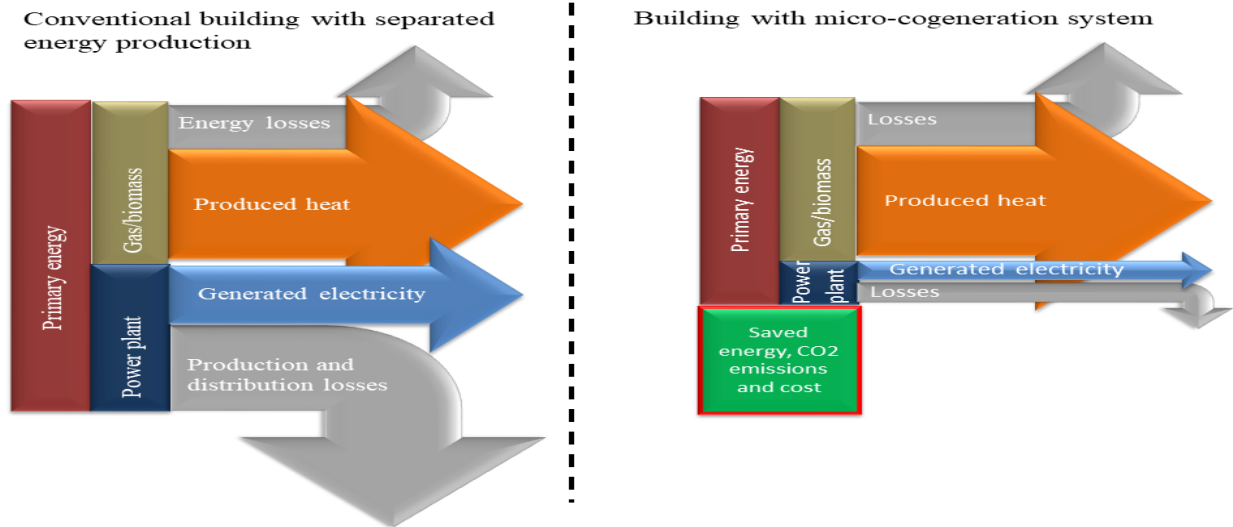 Conventional building with separated
energy production
Energy losses
Produced heat
Gas/biomass
Primary energy
Generated electricity
Power plant
Production and
distribution losses
Building with micro-cogeneration system
Losses
Produced heat
Gas/biomass
Primary energy
Generated electricity
Power
plant
Losses
Saved
energy, CO2
emissions
and cost